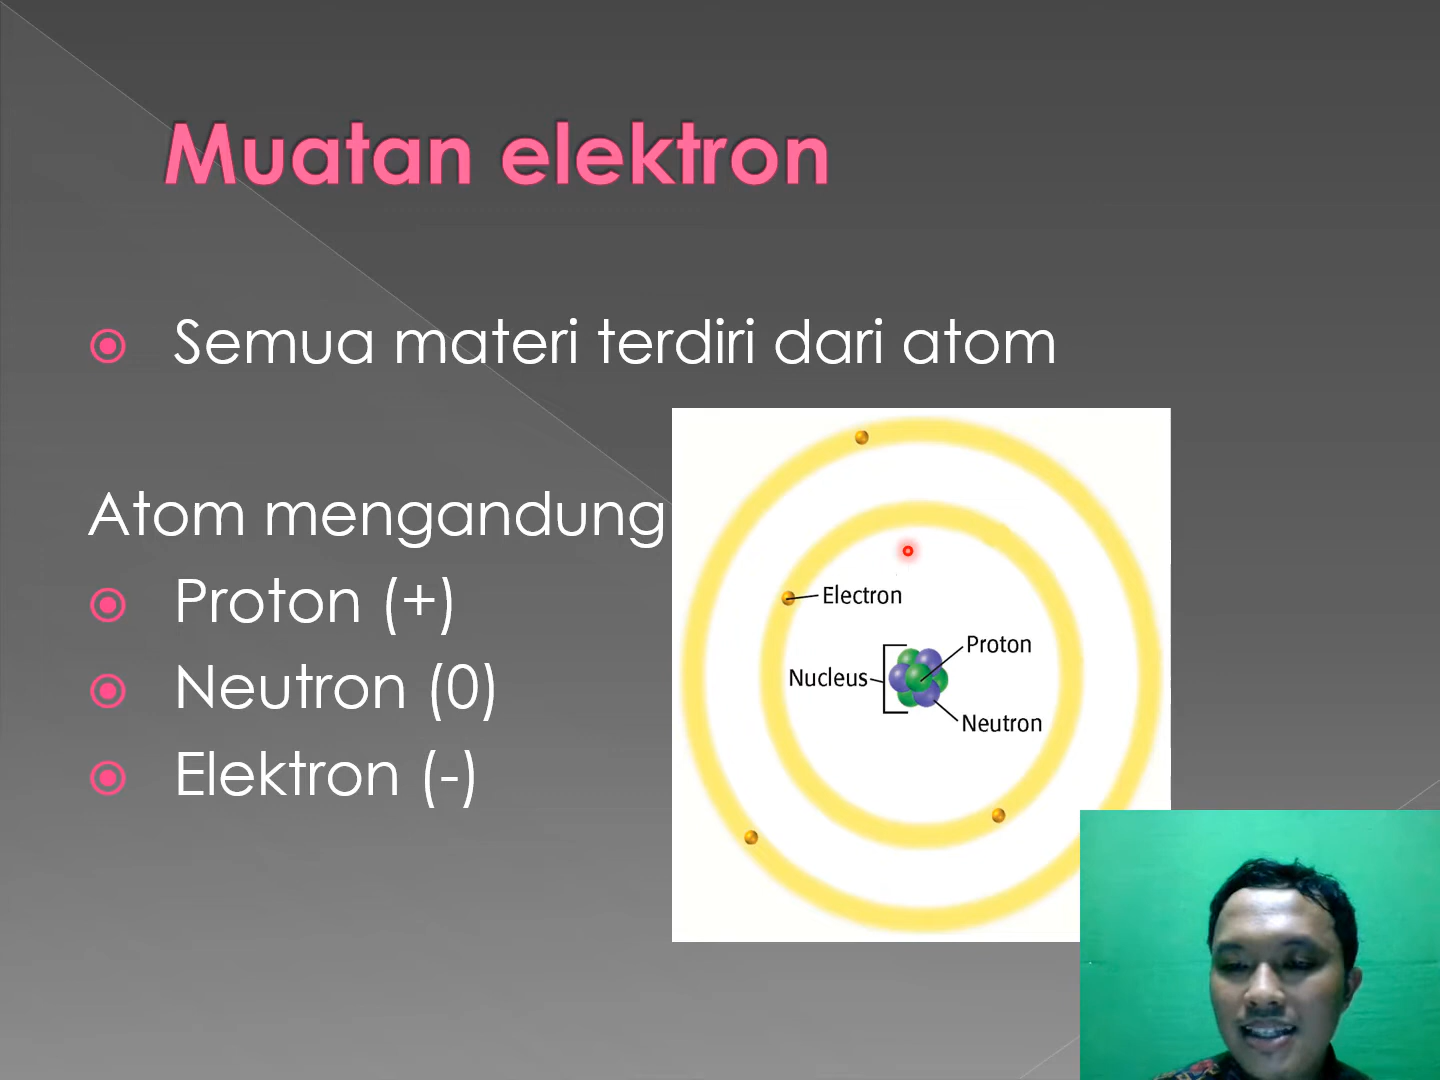 Muatan elektron
Semua materi terdiri dari atom
Atom mengandung
Proton (+)
Neutron (0)
Elektron (-)
Electron
Proton
Nucleus
Neutron